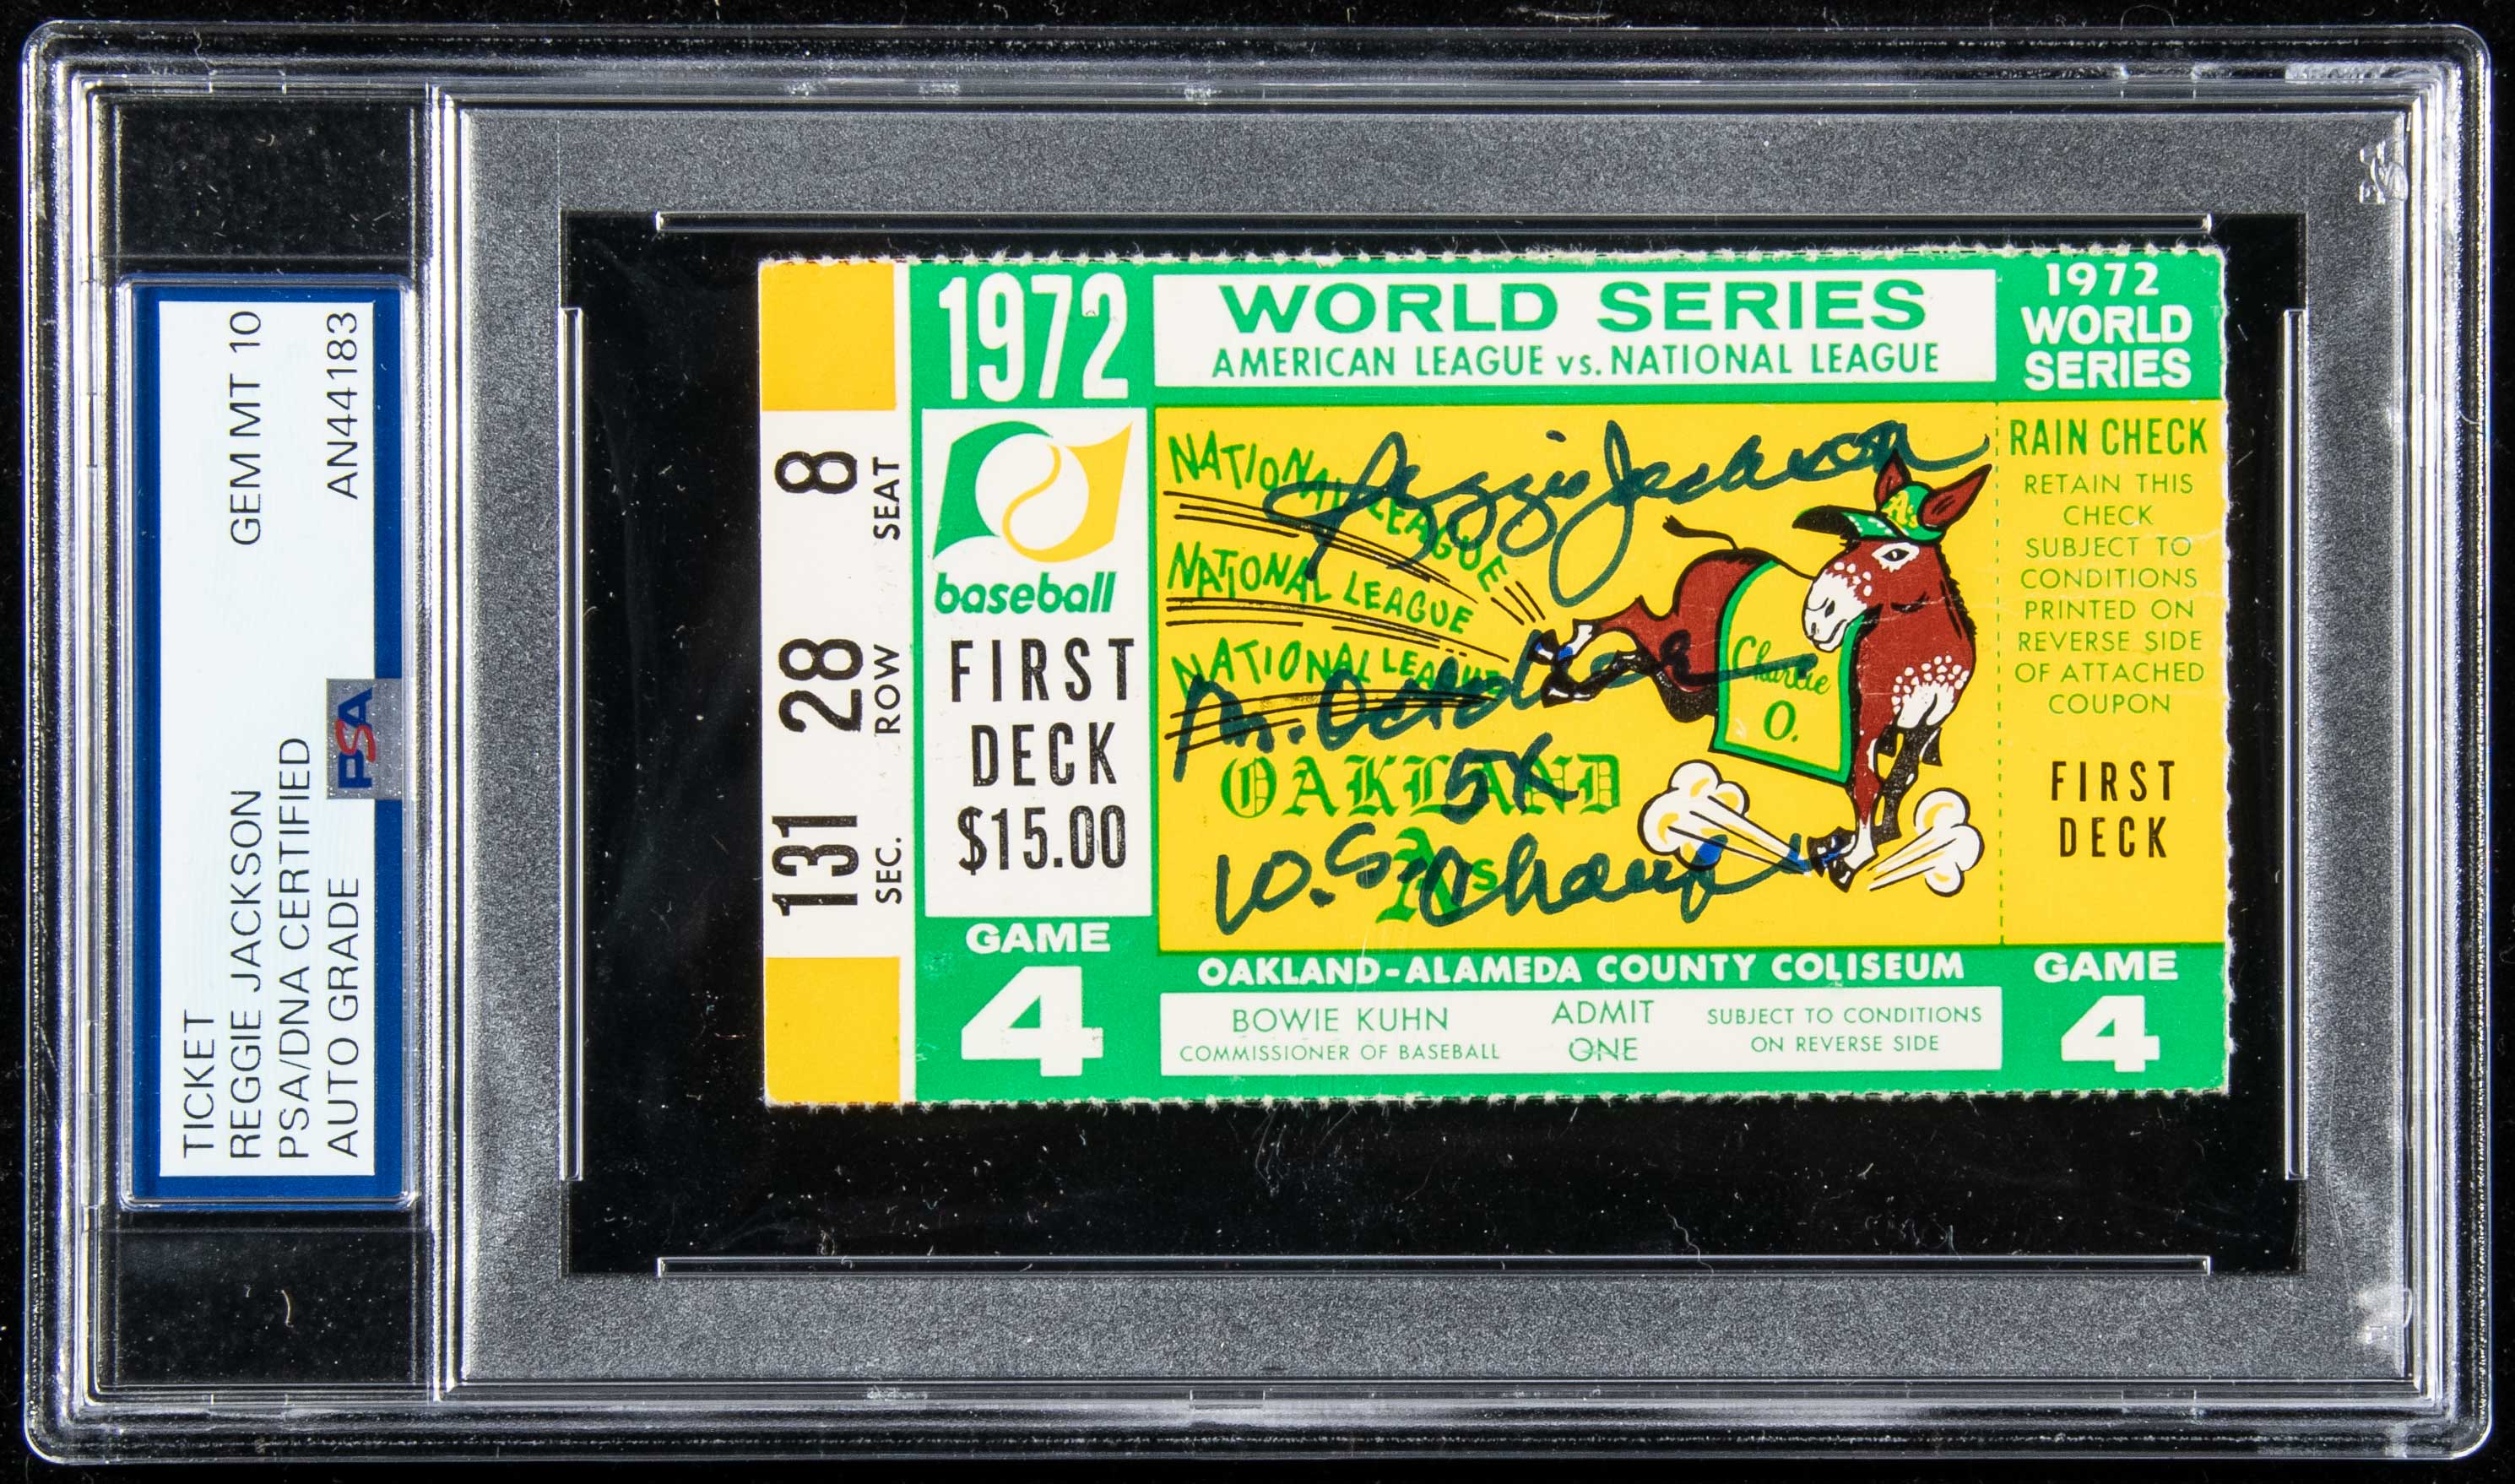 TICKET
REGGIE JACKSON
PSA/DNA CERTIFIED
AUTO GRADE
GEM MT 10
AN44183
PSA
131 28 8
SEC. ROW SEAT
1972
baseball
FIRST
DECK
$15.00
GAME
4
WORLD SERIES
AMERICAN LEAGUE vs. NATIONAL LEAGUE
NATIONAL LEAGUE
Reggie Jackson
NATIONAL LEAGUE
NATIONAL LEAGUE
Mr. October
Charlie
O.
OAKLAND
5X
A's
W.S. Champ
A's
OAKLAND-ALAMEDA COUNTY COLISEUM
BOWIE KUHN
COMMISSIONER OF BASEBALL
ADMIT
ONE
SUBJECT TO CONDITIONS
ON REVERSE SIDE
1972
WORLD
SERIES
RAIN CHECK
RETAIN THIS
CHECK
SUBJECT TO
CONDITIONS
PRINTED ON
REVERSE SIDE
OF ATTACHED
COUPON
FIRST
DECK
GAME
4